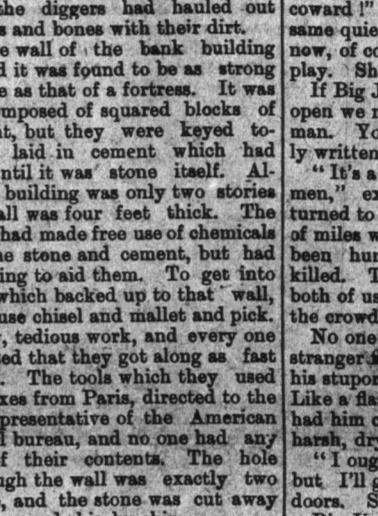 the diggers had hauled out
s and bones with their dirt.
e wall of the bank building
d it was found to be as strong
e as that of a fortress. It was
mposed of squared blocks of
nt, but they were keyed to-
laid in cement which had
ntil it was stone itself. Al-
building was only two stories
all was four feet thick. The
had made free use of chemicals
he stone and cement, but had
ing to aid them. To get into
which backed up to that wall,
use chisel and mallet and pick.
, tedious work, and every one
ed that they got along as fast
. The tools which they used
xes from Paris, directed to the
presentative of the American
l bureau, and no one had any
f their contents. The hole
ugh the wall was exactly two
, and the stone was cut away
coward!"
same quie
now, of co
play. Sh
If Big J
open we
man. Yo
ly written
"It's a
men," ex
turned to
of miles w
been hun
killed. T
both of us
the crowd
No one
stranger
his stupor
Like a fla
had him
harsh, dry
"I oug
but I'll g
doors. S